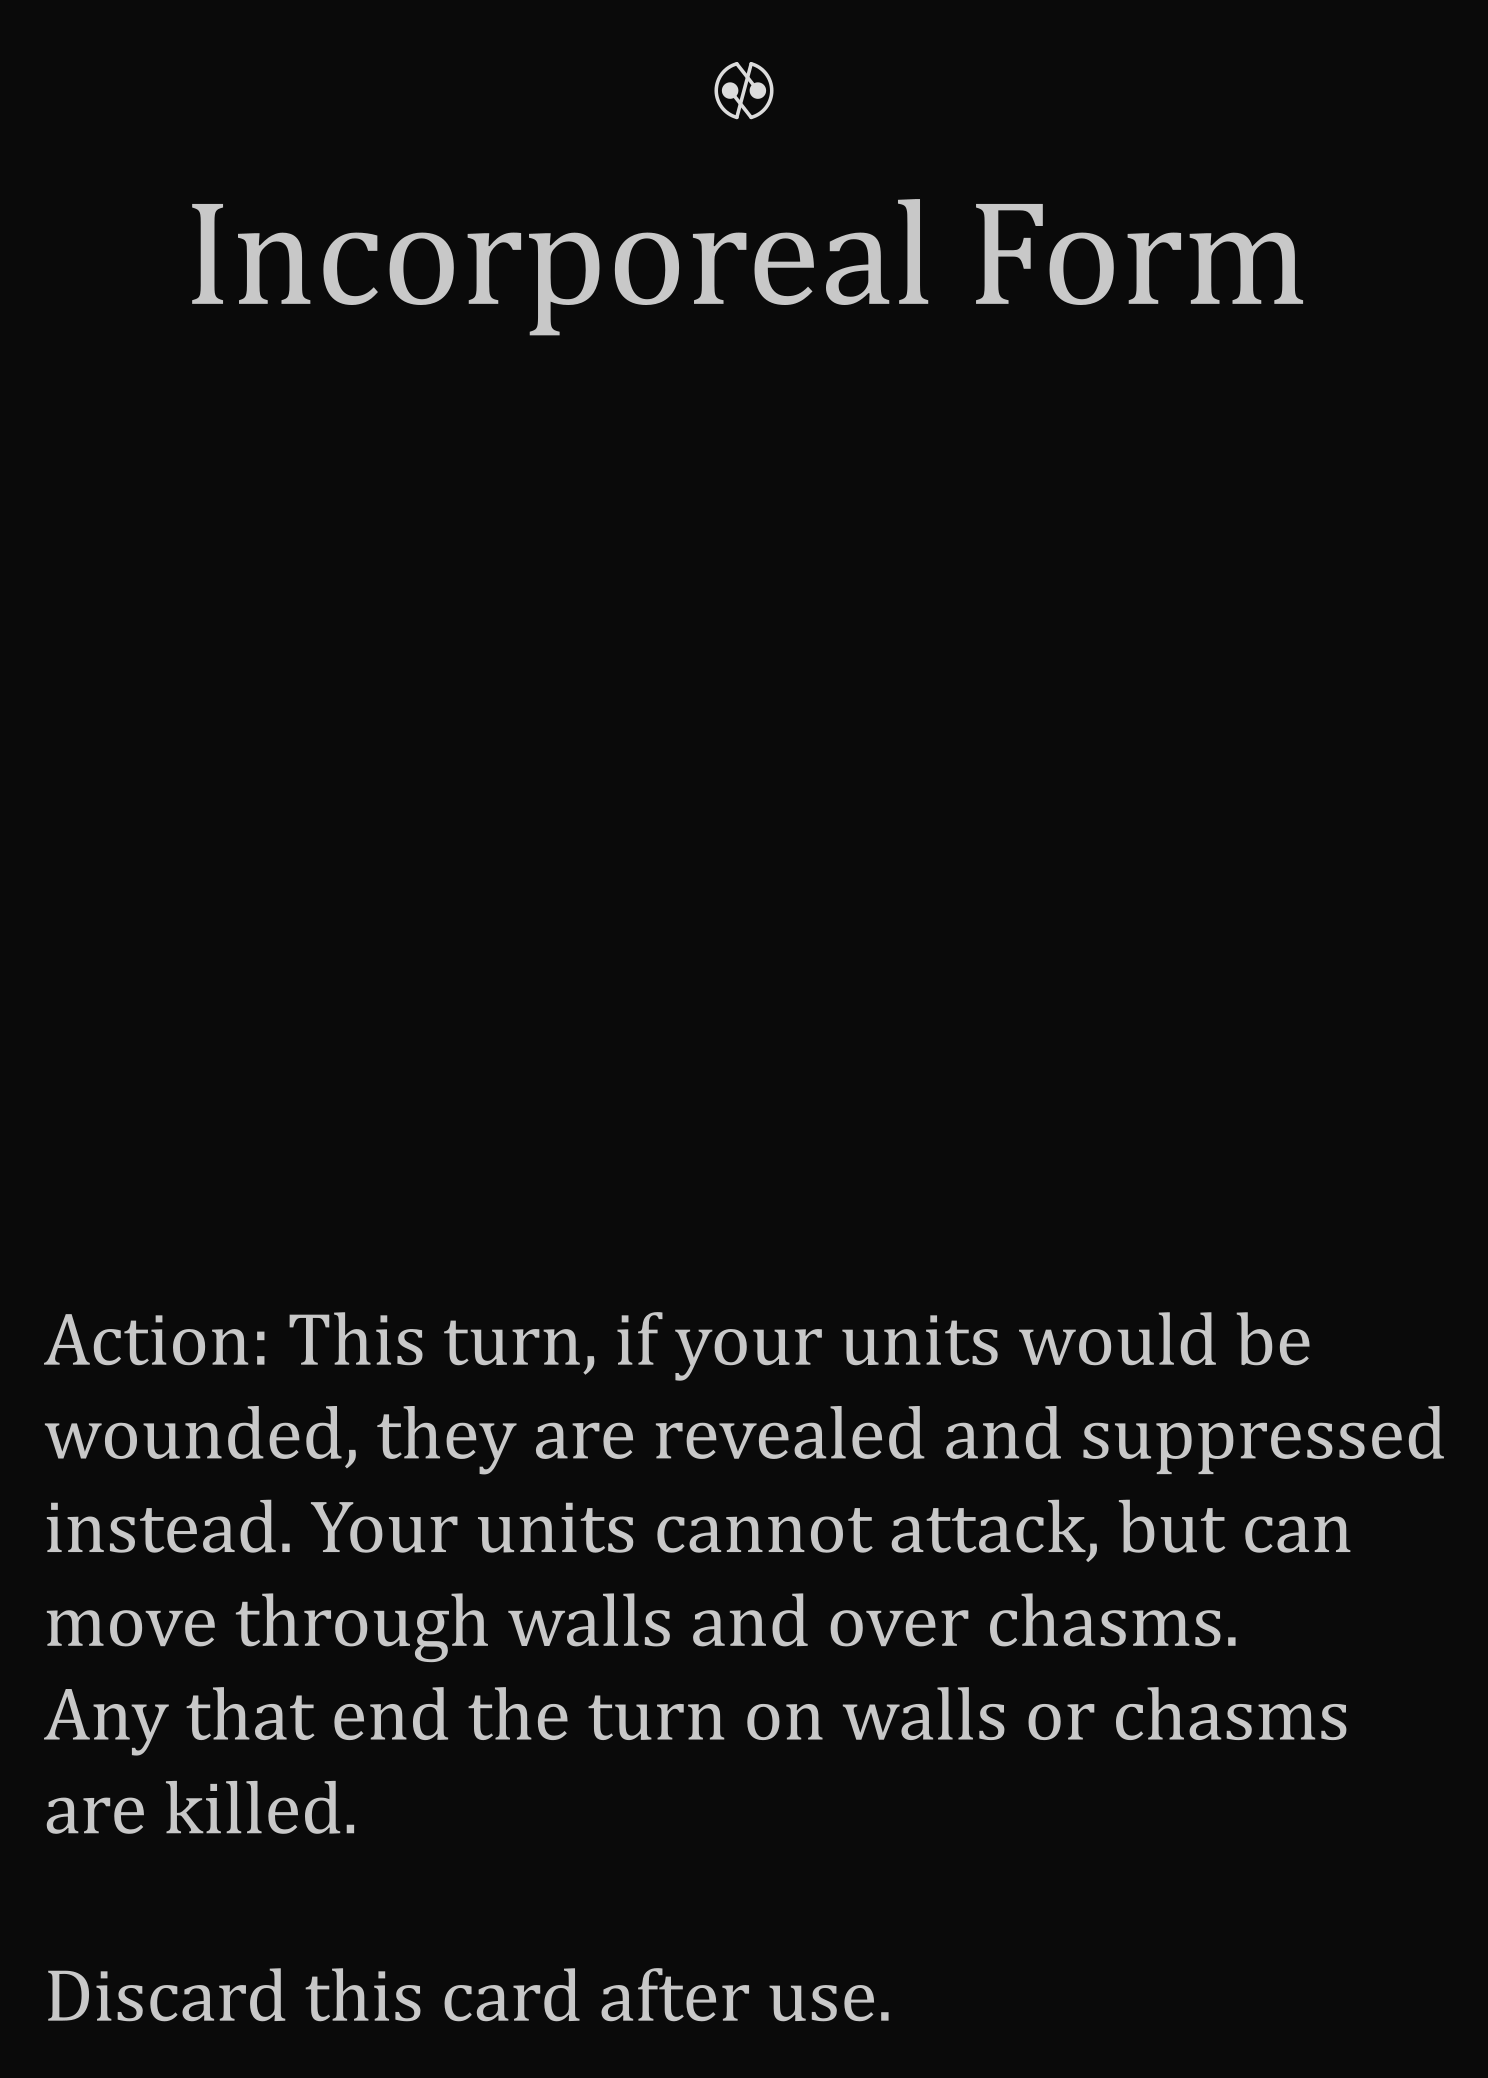 Incorporeal Form
Action: This turn, if your units would be
wounded, they are revealed and suppressed
instead. Your units cannot attack, but can
move through walls and over chasms.
Any that end the turn on walls or chasms
are killed.
Discard this card after use.